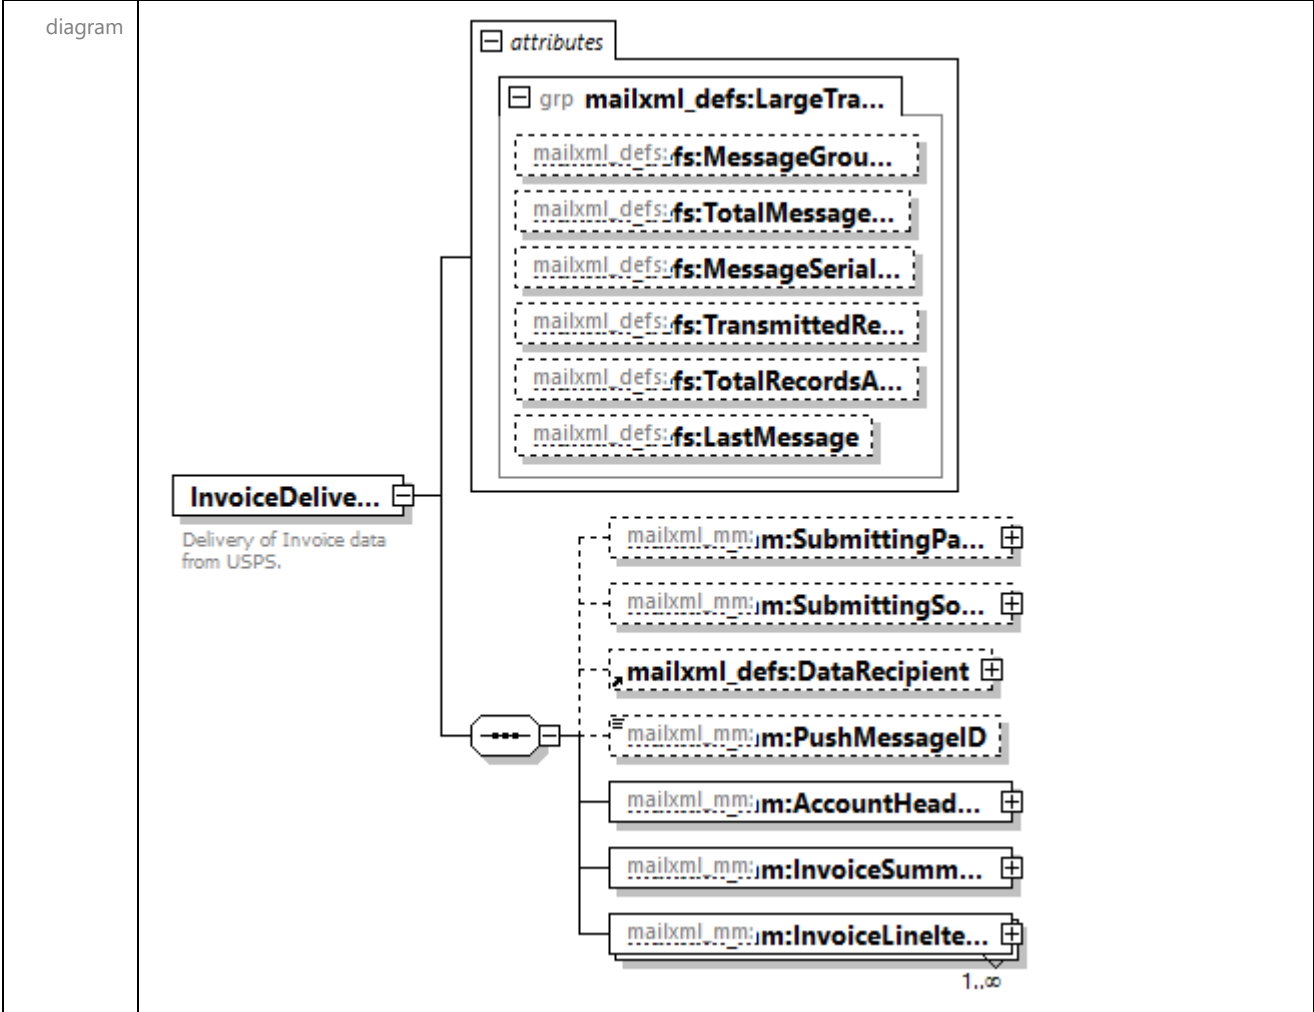 diagram
attributes
grp mailxml_defs:LargeTra...
mailxml_defs:fs:MessageGrou...
mailxml_defs:fs:TotalMessage...
mailxml_defs:fs:MessageSerial...
mailxml_defs:fs:TransmittedRe...
mailxml_defs:fs:TotalRecordsA...
mailxml_defs:fs:LastMessage
InvoiceDelive...
Delivery of Invoice data
from USPS.
mailxml_mm:m:SubmittingPa...
mailxml_mm:m:SubmittingSo...
mailxml_defs:DataRecipient
mailxml_mm:m:PushMessageID
mailxml_mm:m:AccountHead...
mailxml_mm:m:InvoiceSumm...
mailxml_mm:m:InvoiceLineIte...
1..∞